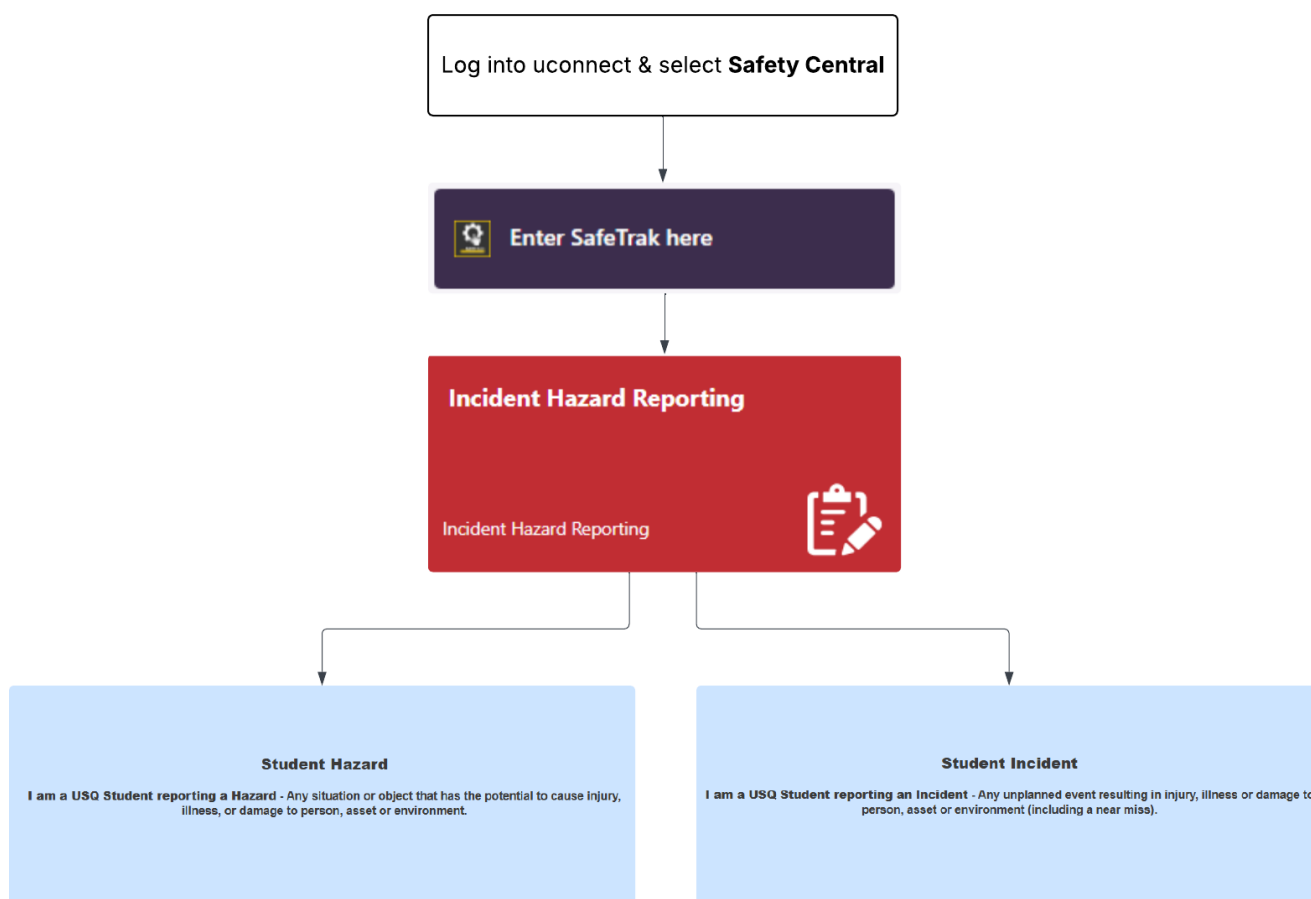 Log into uconnect & select Safety Central
Enter SafeTrak here
Incident Hazard Reporting
Incident Hazard Reporting
Student Hazard
I am a USQ Student reporting a Hazard - Any situation or object that has the potential to cause injury,
illness, or damage to person, asset or environment.
Student Incident
I am a USQ Student reporting an Incident - Any unplanned event resulting in injury, illness or damage to
person, asset or environment (including a near miss).